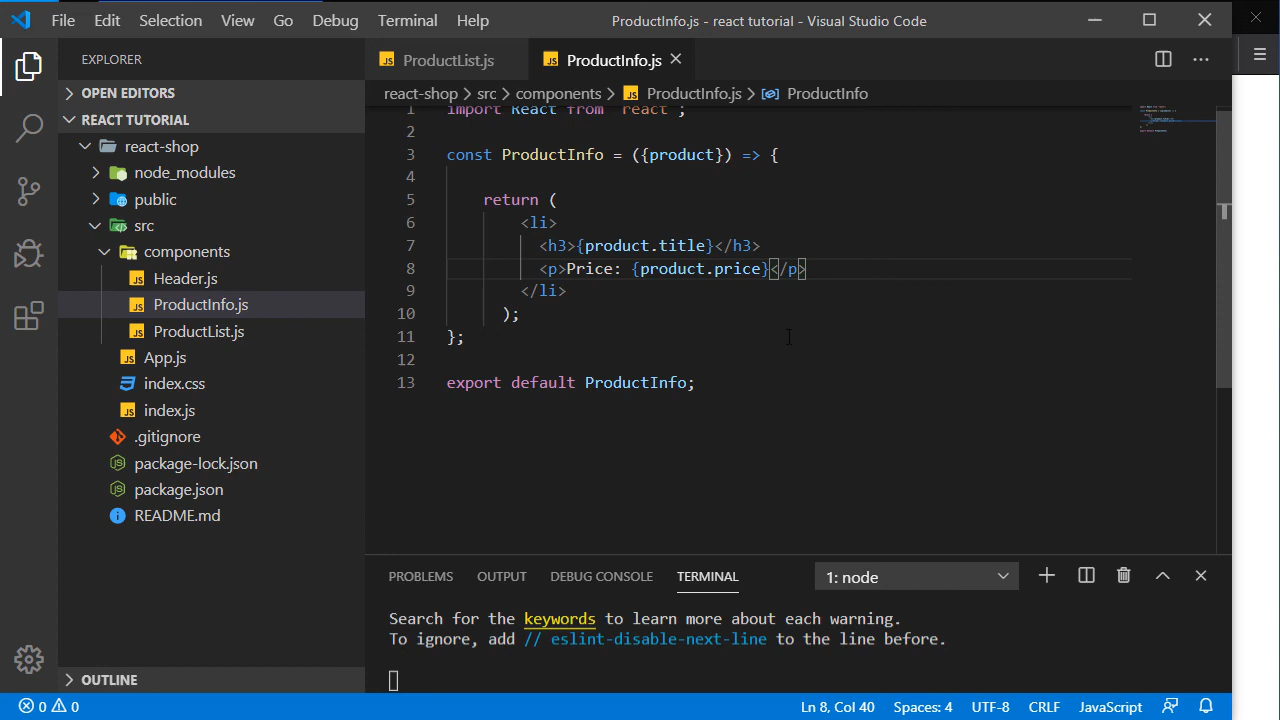 File Edit Selection View Go Debug Terminal Help ProductInfo.js - react tutorial - Visual Studio Code
EXPLORER
OPEN EDITORS
REACT TUTORIAL
react-shop
node_modules
public
src
components
Header.js
ProductInfo.js
ProductList.js
App.js
index.css
index.js
.gitignore
package-lock.json
package.json
README.md
OUTLINE
ProductList.js ProductInfo.js
react-shop > src > components > ProductInfo.js > ProductInfo
1 import React from 'react';
2
3 const ProductInfo = ({product}) => {
4
5 return (
6 <li>
7 <h3>{product.title}</h3>
8 <p>Price: {product.price}</p>
9 </li>
10 );
11 };
12
13 export default ProductInfo;
PROBLEMS OUTPUT DEBUG CONSOLE TERMINAL 1: node
Search for the keywords to learn more about each warning.
To ignore, add // eslint-disable-next-line to the line before.
0 0 Ln 8, Col 40 Spaces: 4 UTF-8 CRLF JavaScript